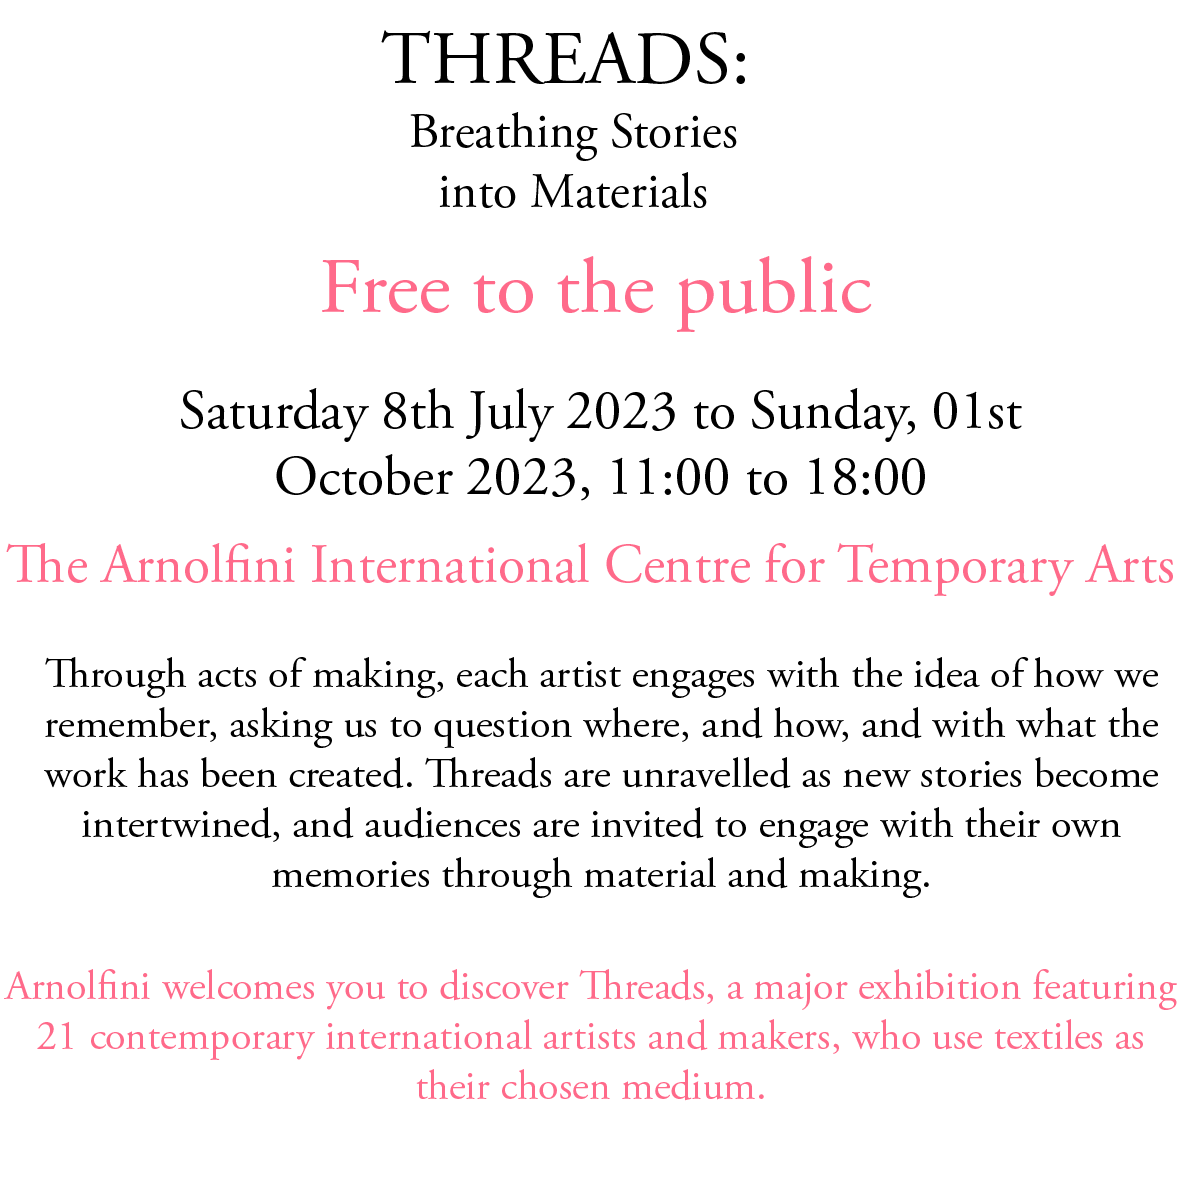 THREADS:
Breathing Stories
into Materials
Free to the public
Saturday 8th July 2023 to Sunday, 01st
October 2023, 11:00 to 18:00
The Arnolfini International Centre for Temporary Arts
Through acts of making, each artist engages with the idea of how we
remember, asking us to question where, and how, and with what the
work has been created. Threads are unravelled as new stories become
intertwined, and audiences are invited to engage with their own
memories through material and making.
Arnolfini welcomes you to discover Threads, a major exhibition featuring
21 contemporary international artists and makers, who use textiles as
their chosen medium.